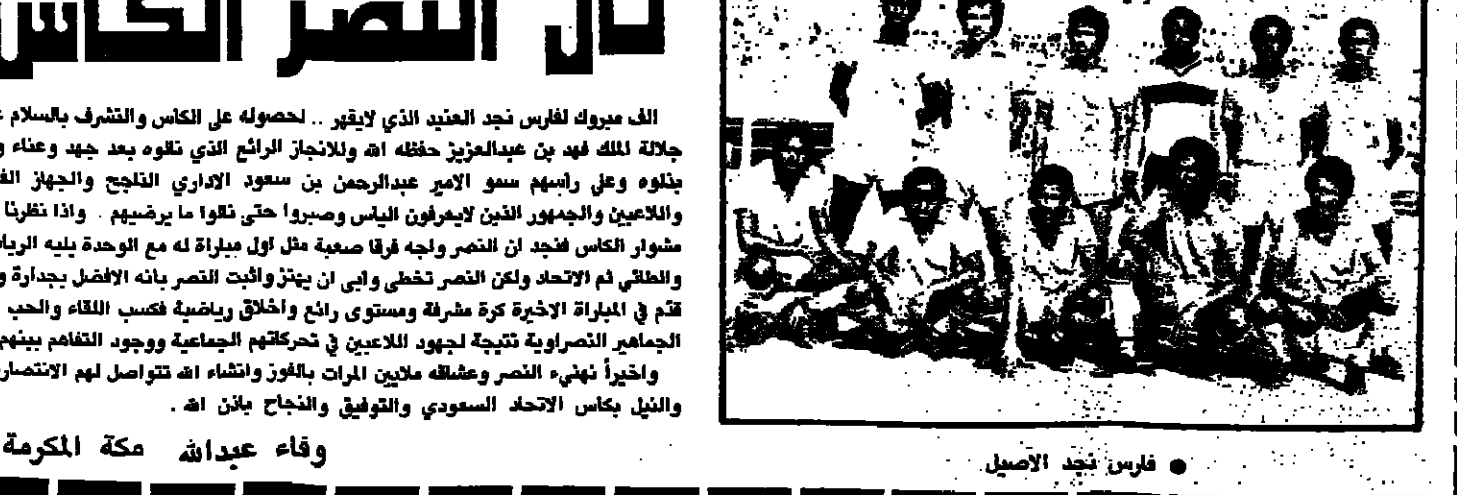 نال النصر الكاس
الف مبروك لفارس نجد العنيد الذي لايقهر .. لحصوله على الكاس والتشرف بالسلام
جلالة الملك فهد بن عبدالعزيز حفظه الله وللانجاز الرائع الذي نالوه بعد جهد وعناء
بذلوه وعلى راسهم سمو الامير عبدالرحمن بن سعود الاداري الناجح والجهاز
واللاعبين والجمهور الذين لايعرفون الياس وصبروا حتى نالوا ما يرضيهم . واذا نظرنا
مشوار الكاس فنجد ان النصر واجه فرقا صعبة مثل اول مباراة له مع الوحدة يليه
والطائي ثم الاتحاد ولكن النصر تخطى وابى ان يهتز واثبت النصر بانه الافضل بجدارة
قدم في المباراة الاخيرة كرة مشرفة ومستوى رائع واخلاق رياضية فكسب اللقاء والحب
الجماهير النصراوية نتيجة لجهود اللاعبين في تحركاتهم الجماعية ووجود التفاهم بينهم
واخيراً نهنيء النصر وعشاقه ملايين المرات بالفوز وانشاء الله تتواصل لهم
والنيل بكاس الاتحاد السعودي والتوفيق والنجاح باذن الله .
وفاء عبدالله مكة المكرمة
● فارس نجد الاصيل